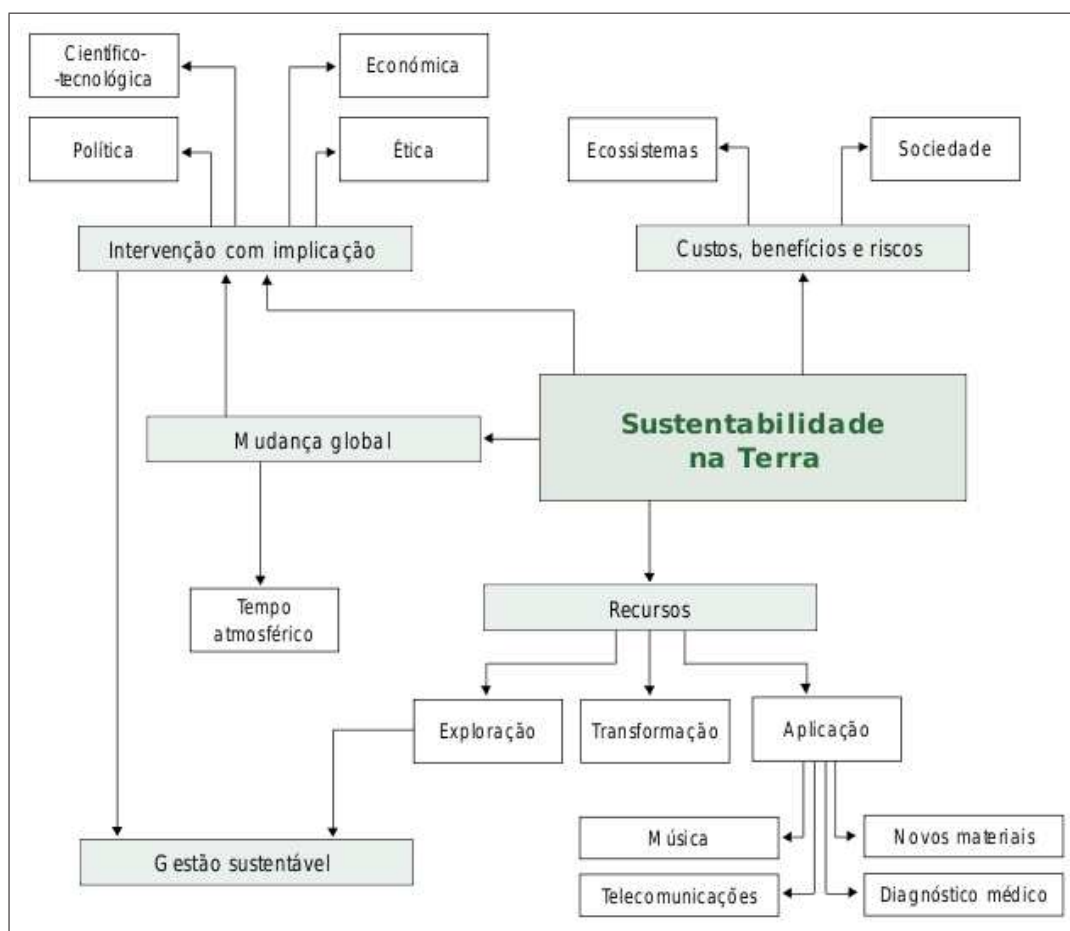 Científico-
-tecnológica
Económica
Política
Ética
Ecossistemas
Sociedade
Intervenção com implicação
Custos, benefícios e riscos
Sustentabilidade
na Terra
Mudança global
Tempo
atmosférico
Recursos
Exploração
Transformação
Aplicação
Música
Novos materiais
Gestão sustentável
Telecomunicações
Diagnóstico médico